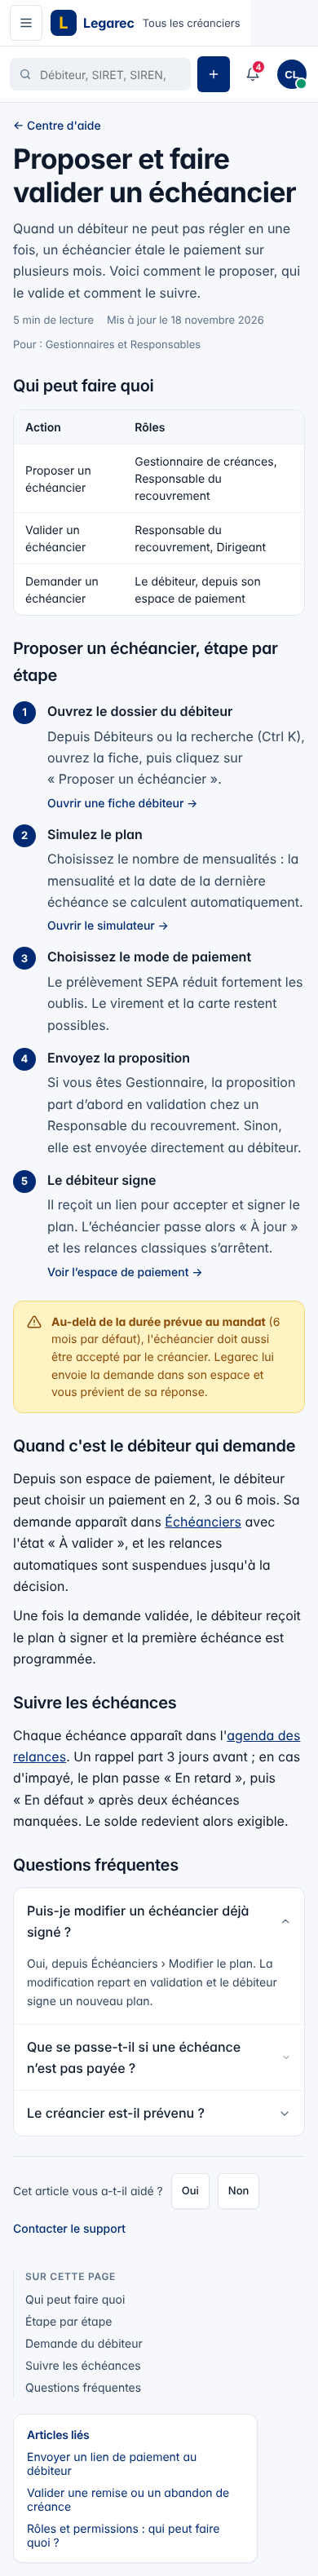 L Legarec Tous les créanciers
Débiteur, SIRET, SIREN,
+
4
CL
← Centre d'aide
Proposer et faire
valider un échéancier
Quand un débiteur ne peut pas régler en une
fois, un échéancier étale le paiement sur
plusieurs mois. Voici comment le proposer, qui
le valide et comment le suivre.
5 min de lecture Mis à jour le 18 novembre 2026
Pour : Gestionnaires et Responsables
Qui peut faire quoi
Action Rôles
Proposer un
échéancier
Gestionnaire de créances,
Responsable du
recouvrement
Valider un
échéancier
Responsable du
recouvrement, Dirigeant
Demander un
échéancier
Le débiteur, depuis son
espace de paiement
Proposer un échéancier, étape par
étape
1 Ouvrez le dossier du débiteur
Depuis Débiteurs ou la recherche (Ctrl K),
ouvrez la fiche, puis cliquez sur
« Proposer un échéancier ».
Ouvrir une fiche débiteur →
2 Simulez le plan
Choisissez le nombre de mensualités : la
mensualité et la date de la dernière
échéance se calculent automatiquement.
Ouvrir le simulateur →
3 Choisissez le mode de paiement
Le prélèvement SEPA réduit fortement les
oublis. Le virement et la carte restent
possibles.
4 Envoyez la proposition
Si vous êtes Gestionnaire, la proposition
part d’abord en validation chez un
Responsable du recouvrement. Sinon,
elle est envoyée directement au débiteur.
5 Le débiteur signe
Il reçoit un lien pour accepter et signer le
plan. L’échéancier passe alors « À jour »
et les relances classiques s’arrêtent.
Voir l’espace de paiement →
Au-delà de la durée prévue au mandat (6
mois par défaut), l'échéancier doit aussi
être accepté par le créancier. Legarec lui
envoie la demande dans son espace et
vous prévient de sa réponse.
Quand c'est le débiteur qui demande
Depuis son espace de paiement, le débiteur
peut choisir un paiement en 2, 3 ou 6 mois. Sa
demande apparaît dans Échéanciers avec
l'état « À valider », et les relances
automatiques sont suspendues jusqu'à la
décision.
Une fois la demande validée, le débiteur reçoit
le plan à signer et la première échéance est
programmée.
Suivre les échéances
Chaque échéance apparaît dans l'agenda des
relances. Un rappel part 3 jours avant ; en cas
d'impayé, le plan passe « En retard », puis
« En défaut » après deux échéances
manquées. Le solde redevient alors exigible.
Questions fréquentes
Puis-je modifier un échéancier déjà
signé ?
Oui, depuis Échéanciers › Modifier le plan. La
modification repart en validation et le débiteur
signe un nouveau plan.
Que se passe-t-il si une échéance
n’est pas payée ?
Le créancier est-il prévenu ?
Cet article vous a-t-il aidé ? Oui Non
Contacter le support
SUR CETTE PAGE
Qui peut faire quoi
Étape par étape
Demande du débiteur
Suivre les échéances
Questions fréquentes
Articles liés
Envoyer un lien de paiement au
débiteur
Valider une remise ou un abandon de
créance
Rôles et permissions : qui peut faire
quoi ?